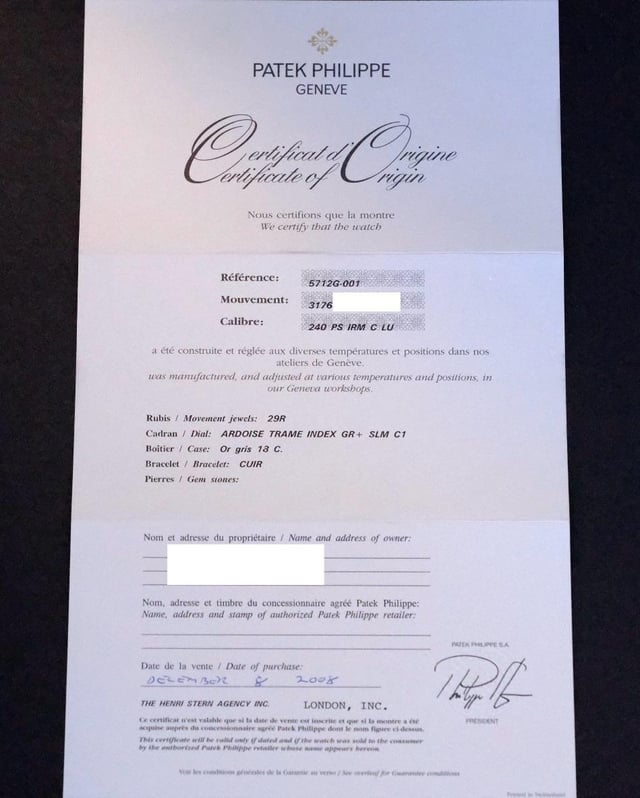 PATEK PHILIPPE
GENEVE
Certificat d'Origine
Certificate of Origin
Nous certifions que la montre
We certify that the watch
Référence: 5712G-001
Mouvement: 3176
Calibre: 240 PS IRM C LU
a été construite et réglée aux diverses températures et positions dans nos
ateliers de Genève.
was manufactured, and adjusted at various temperatures and positions, in
our Geneva workshops.
Rubis / Movement jewels: 29R
Cadran / Dial: ARDOISE TRAME INDEX GR+ SLM C1
Boîtier / Case: Or gris 18 C.
Bracelet / Bracelet: CUIR
Pierres / Gem stones:
Nom et adresse du propriétaire / Name and address of owner:
Nom, adresse et timbre du concessionnaire agréé Patek Philippe:
Name, address and stamp of authorized Patek Philippe retailer:
PATEK PHILIPPE S.A.
Date de la vente / Date of purchase:
DECEMBER 8 2008
THE HENRI STERN AGENCY INC. LONDON, INC.
PRESIDENT
Ce certificat n'est valable que si la date de vente est inscrite et que si la montre a été
acquise auprès du concessionnaire agréé Patek Philippe dont le nom figure ci-dessus.
This certificate will be valid only if dated and if the watch was sold to the consumer
by the authorized Patek Philippe retailer whose name appears hereon.
Voir les conditions générales de la Garantie au verso / See overleaf for Guarantee conditions
Printed in Switzerland